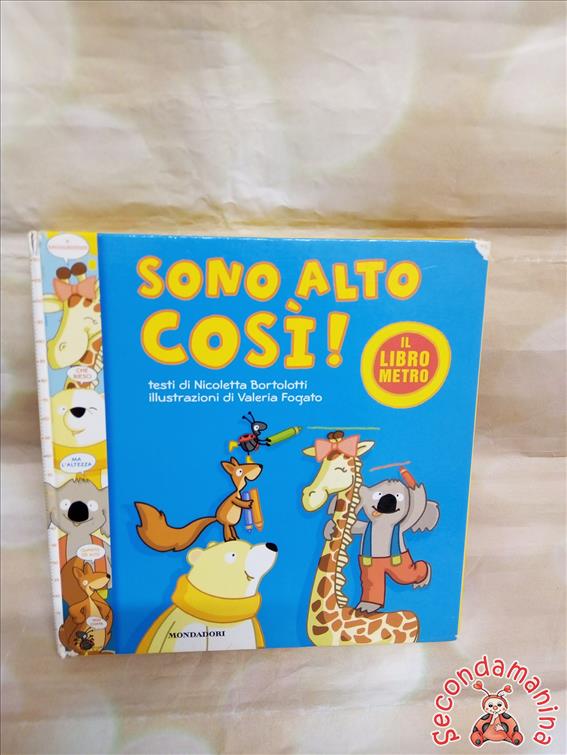 SONO ALTO
COSÌ!
IL
LIBRO
METRO
testi di Nicoletta Bortolotti
illustrazioni di Valeria Fogato
CHE
MA
L'ALTEZZA
MONDADORI
Secondamanina